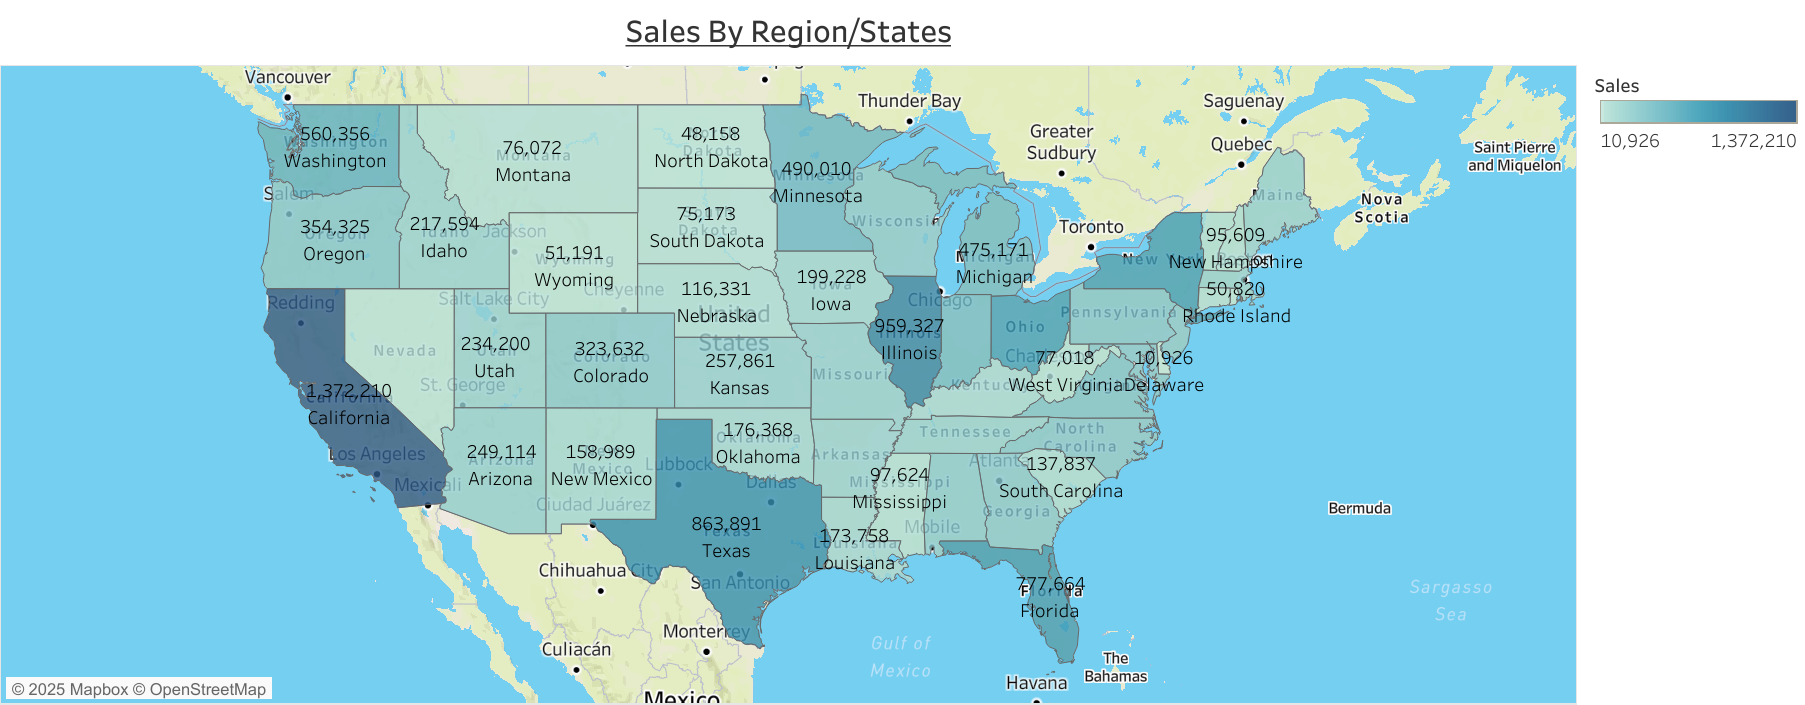 Sales By Region/States
Vancouver
Thunder Bay
Saguenay
Greater
Sudbury
Quebec
Saint Pierre
and Miquelon
Nova
Scotia
Toronto
560,356
Washington
Salem
354,325
Oregon
217,594
Idaho
76,072
Montana
48,158
North Dakota
75,173
South Dakota
Jackson
51,191
Wyoming
Cheyenne
490,010
Minnesota
Wisconsin
475,171
Michigan
Maine
New York
95,609
New Hampshire
50,820
Rhode Island
199,228
Iowa
116,331
Nebraska
United
States
Salt Lake City
Redding
Nevada
234,200
Utah
St. George
323,632
Colorado
257,861
Kansas
Missouri
Chicago
959,327
Illinois
Ohio
Pennsylvania
77,018
West Virginia
10,926
Delaware
Kentucky
1,372,210
California
Los Angeles
Mexicali
249,114
Arizona
158,989
New Mexico
Ciudad Juárez
Lubbock
176,368
Oklahoma
Dallas
Arkansas
Tennessee
North
Carolina
Atlanta
137,837
South Carolina
Georgia
97,624
Mississippi
Mobile
173,758
Louisiana
863,891
Texas
San Antonio
777,664
Florida
Bermuda
Sargasso
Sea
Chihuahua City
Monterrey
Culiacán
Mexico
Gulf of
Mexico
The
Bahamas
Havana
© 2025 Mapbox © OpenStreetMap
Sales
10,926
1,372,210